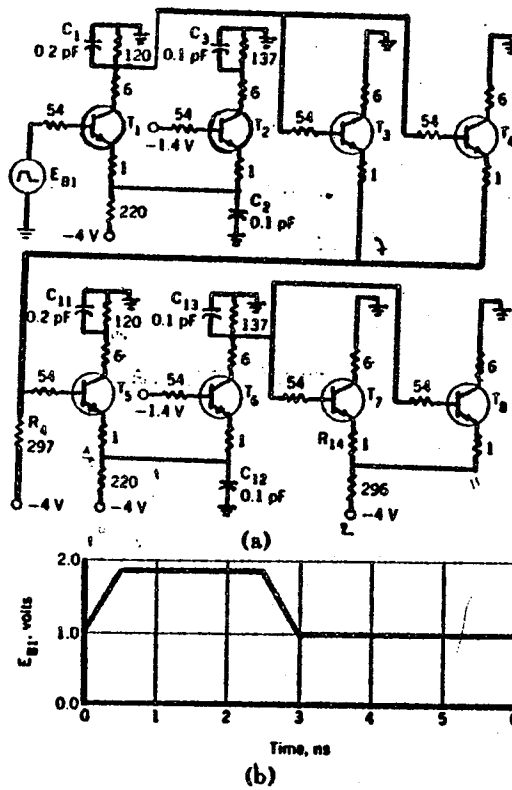 C1
0.2 pF
120
C3
0.1 pF
137
6
6
6
6
54
T1
54
-1.4 V
T2
54
T3
54
T4
EB1
1
1
1
1
220
-4 V
C2
0.1 pF
C11
0.2 pF
120
C13
0.1 pF
137
6
6
6
6
54
T5
54
-1.4 V
T6
54
T7
54
T8
R4
297
1
1
R14
1
1
220
C12
0.1 pF
296
-4 V
-4 V
-4 V
(a)
EB1, volts
2.0
1.0
0.0
0
1
2
3
4
5
6
Time, ns
(b)